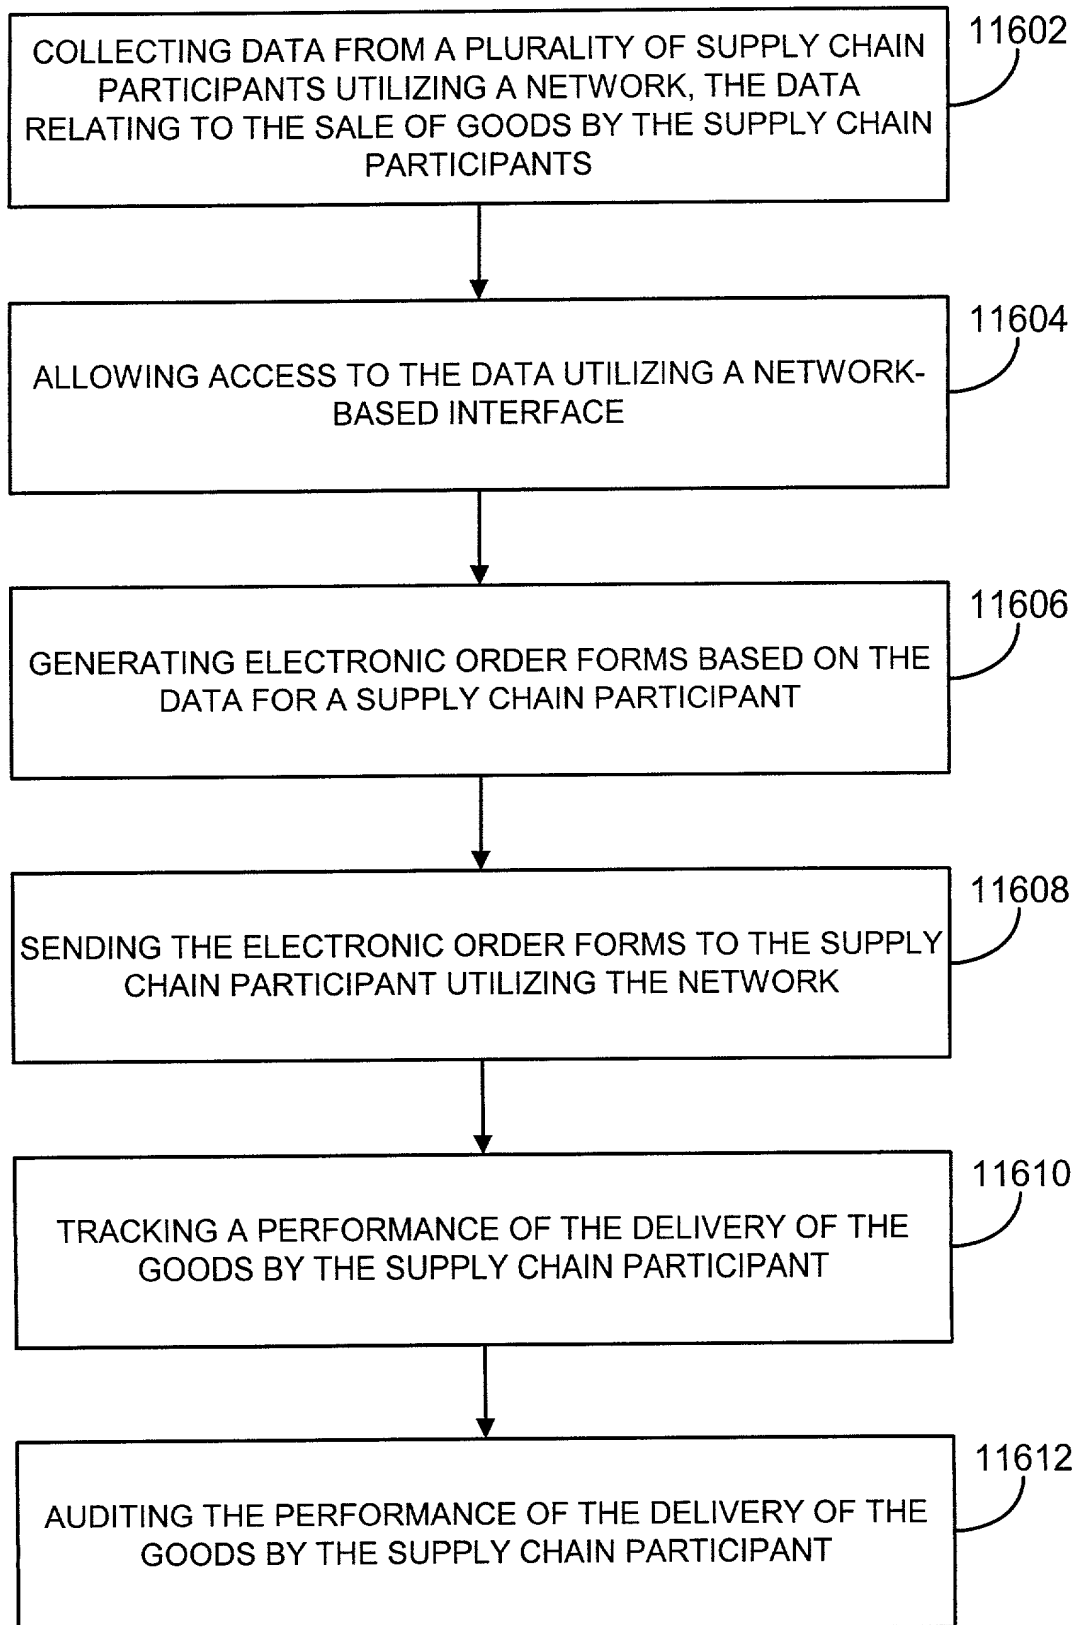 11602
COLLECTING DATA FROM A PLURALITY OF SUPPLY CHAIN
PARTICIPANTS UTILIZING A NETWORK, THE DATA
RELATING TO THE SALE OF GOODS BY THE SUPPLY CHAIN
PARTICIPANTS
11604
ALLOWING ACCESS TO THE DATA UTILIZING A NETWORK-
BASED INTERFACE
11606
GENERATING ELECTRONIC ORDER FORMS BASED ON THE
DATA FOR A SUPPLY CHAIN PARTICIPANT
11608
SENDING THE ELECTRONIC ORDER FORMS TO THE SUPPLY
CHAIN PARTICIPANT UTILIZING THE NETWORK
11610
TRACKING A PERFORMANCE OF THE DELIVERY OF THE
GOODS BY THE SUPPLY CHAIN PARTICIPANT
11612
AUDITING THE PERFORMANCE OF THE DELIVERY OF THE
GOODS BY THE SUPPLY CHAIN PARTICIPANT